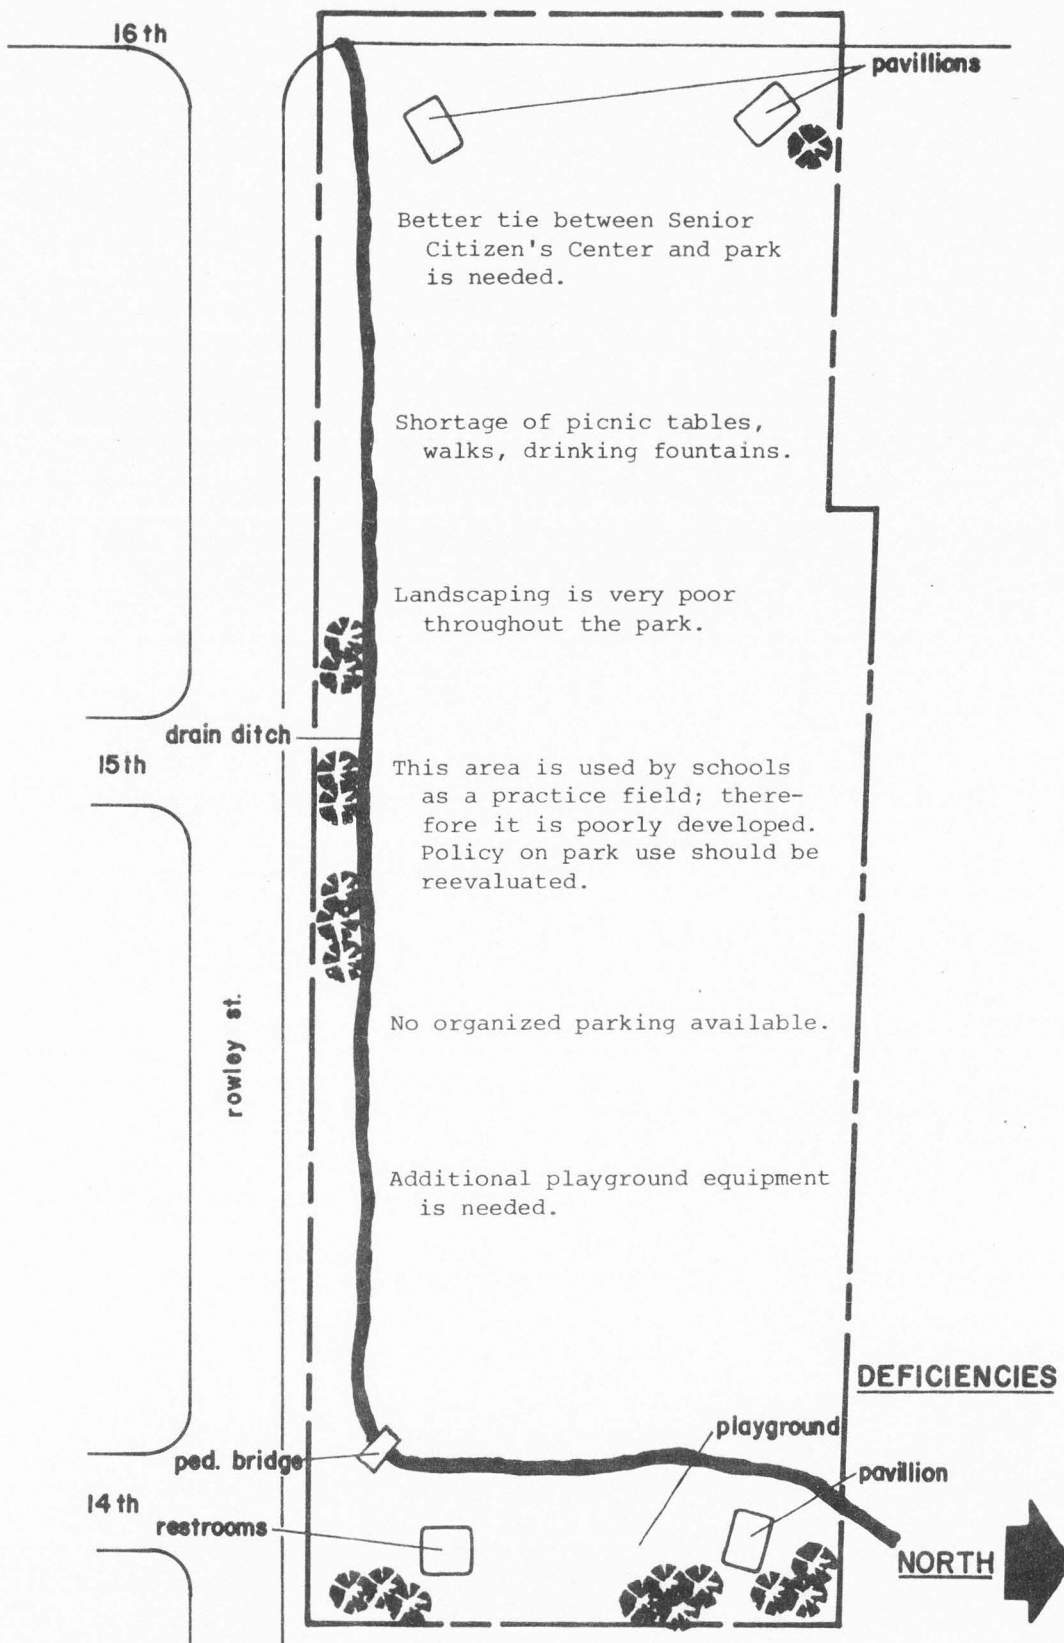 16th
pavillions
Better tie between Senior
Citizen's Center and park
is needed.
Shortage of picnic tables,
walks, drinking fountains.
Landscaping is very poor
throughout the park.
drain ditch
15th
This area is used by schools
as a practice field; there-
fore it is poorly developed.
Policy on park use should be
reevaluated.
rowley st.
No organized parking available.
Additional playground equipment
is needed.
DEFICIENCIES
playground
ped. bridge
pavillion
14th
restrooms
NORTH